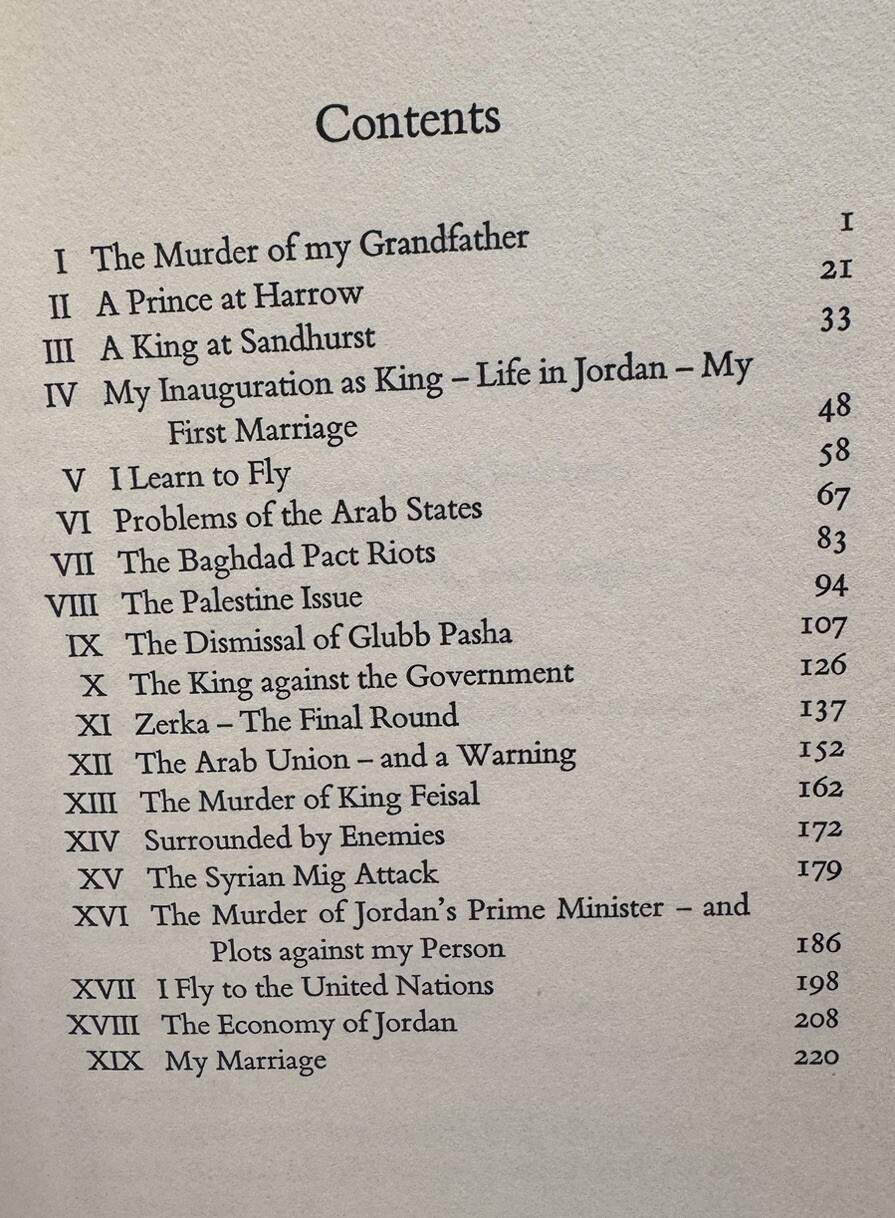 Contents
I The Murder of my Grandfather 1
II A Prince at Harrow 21
III A King at Sandhurst 33
IV My Inauguration as King – Life in Jordan – My
First Marriage 48
V I Learn to Fly 58
VI Problems of the Arab States 67
VII The Baghdad Pact Riots 83
VIII The Palestine Issue 94
IX The Dismissal of Glubb Pasha 107
X The King against the Government 126
XI Zerka – The Final Round 137
XII The Arab Union – and a Warning 152
XIII The Murder of King Feisal 162
XIV Surrounded by Enemies 172
XV The Syrian Mig Attack 179
XVI The Murder of Jordan's Prime Minister – and
Plots against my Person 186
XVII I Fly to the United Nations 198
XVIII The Economy of Jordan 208
XIX My Marriage 220